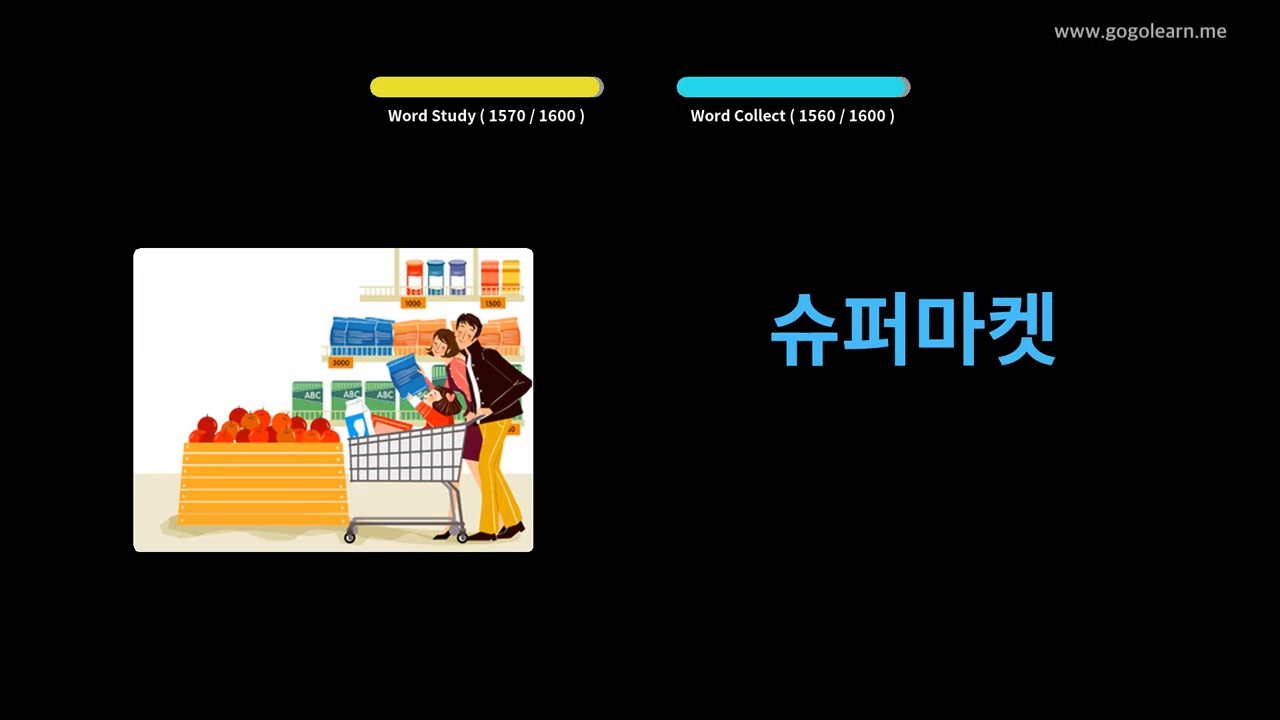 www.gogolearn.me
Word Study ( 1570 / 1600 )
Word Collect ( 1560 / 1600 )
슈퍼마켓
1000
1500
3000
ABC
ABC
ABC